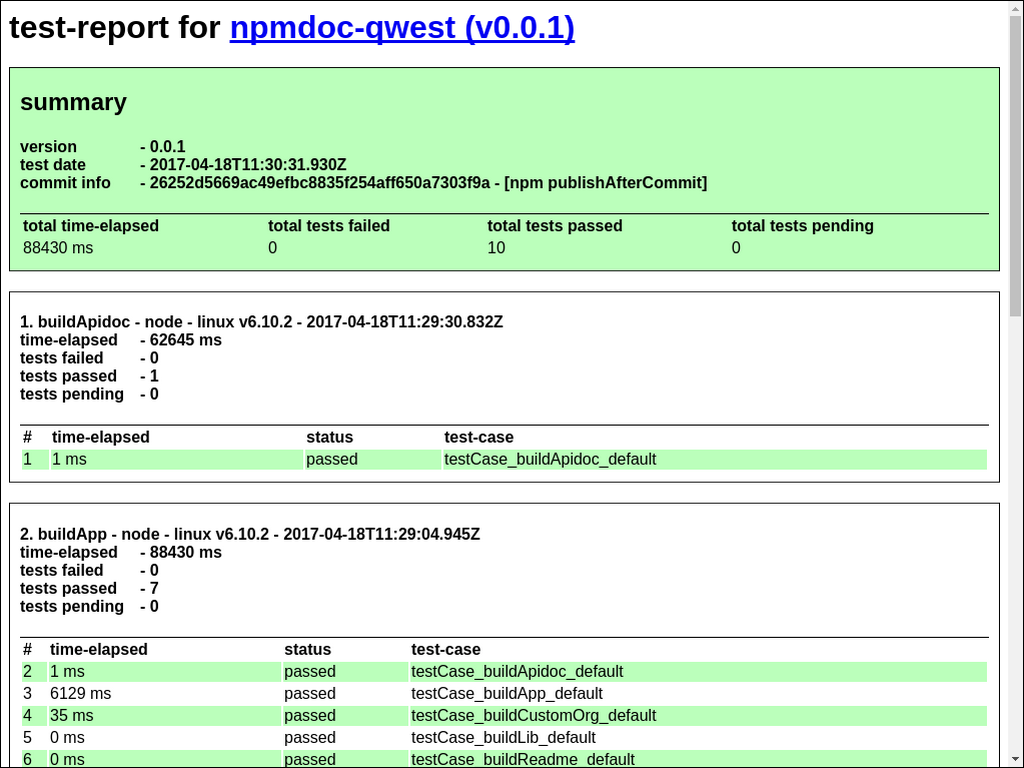 test-report for npmdoc-qwest (v0.0.1)
summary
version - 0.0.1
test date - 2017-04-18T11:30:31.930Z
commit info - 26252d5669ac49efbc8835f254aff650a7303f9a - [npm publishAfterCommit]
total time-elapsed total tests failed total tests passed total tests pending
88430 ms 0 10 0
1. buildApidoc - node - linux v6.10.2 - 2017-04-18T11:29:30.832Z
time-elapsed - 62645 ms
tests failed - 0
tests passed - 1
tests pending - 0
# time-elapsed status test-case
1 1 ms passed testCase_buildApidoc_default
2. buildApp - node - linux v6.10.2 - 2017-04-18T11:29:04.945Z
time-elapsed - 88430 ms
tests failed - 0
tests passed - 7
tests pending - 0
# time-elapsed status test-case
2 1 ms passed testCase_buildApidoc_default
3 6129 ms passed testCase_buildApp_default
4 35 ms passed testCase_buildCustomOrg_default
5 0 ms passed testCase_buildLib_default
6 0 ms passed testCase_buildReadme_default